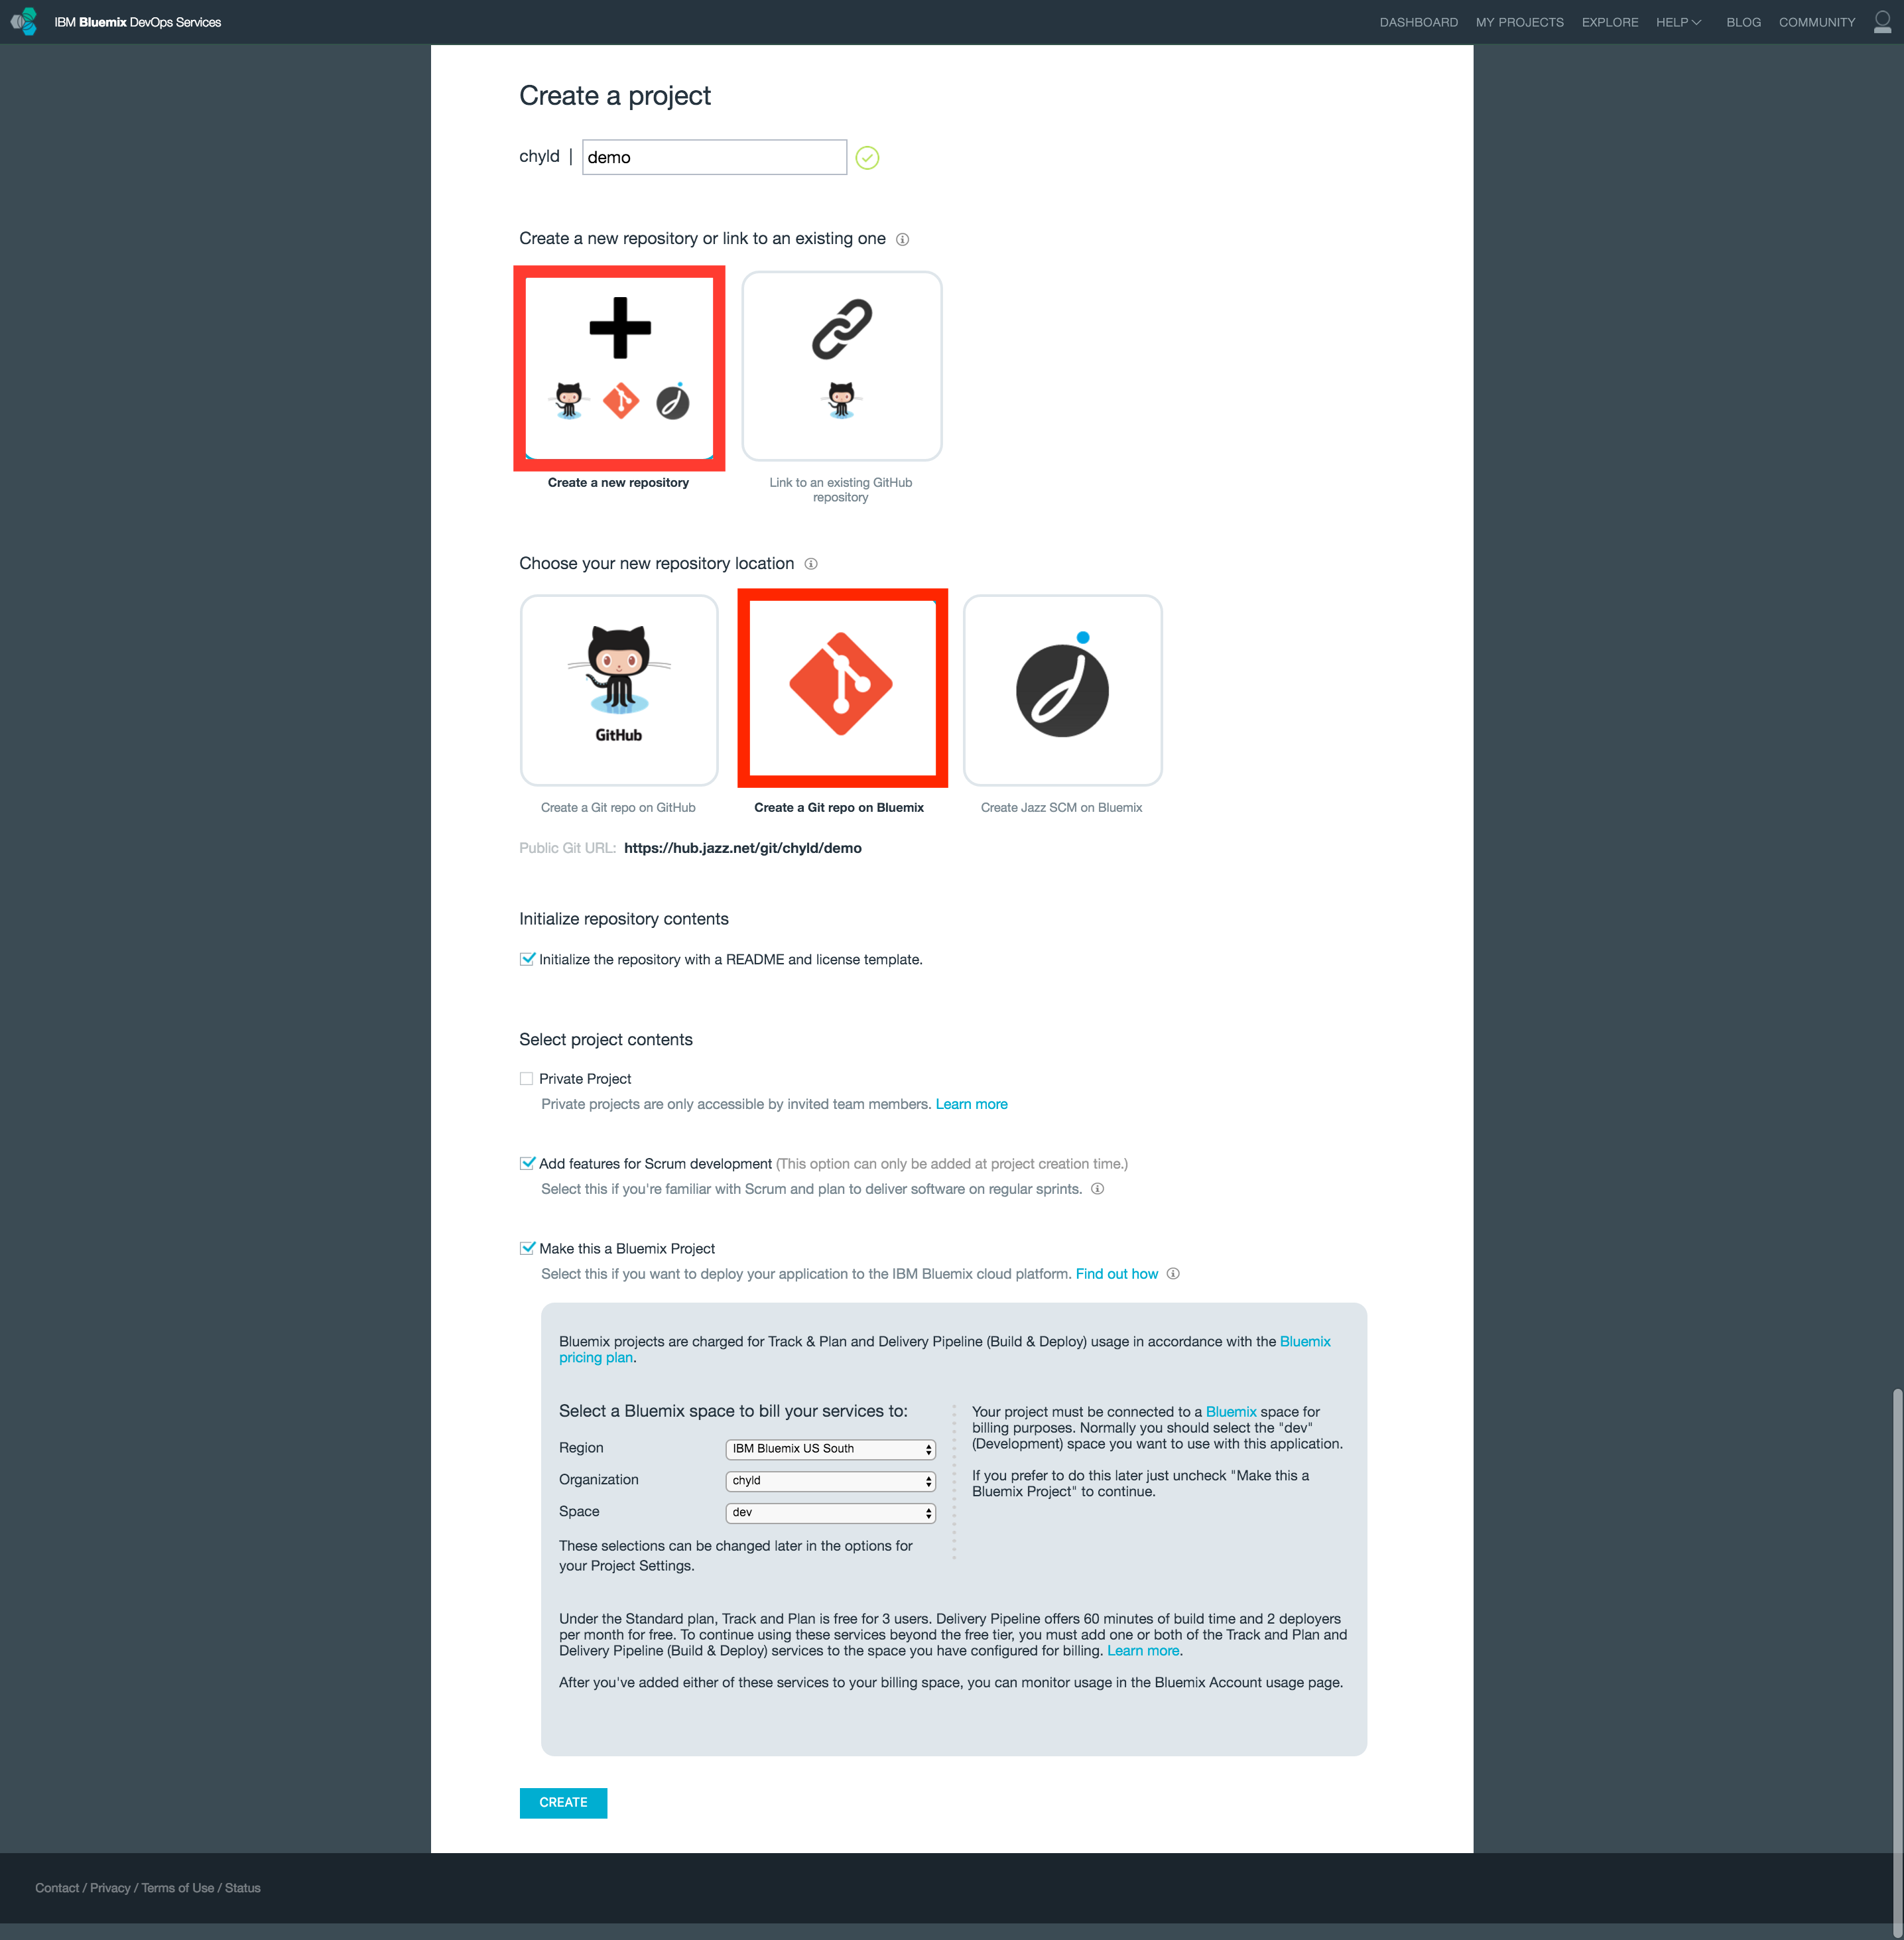 IBM Bluemix DevOps Services
DASHBOARD MY PROJECTS EXPLORE HELP BLOG COMMUNITY
Create a project
chyld | demo
Create a new repository or link to an existing one
Create a new repository
Link to an existing GitHub
repository
Choose your new repository location
GitHub
Create a Git repo on GitHub
Create a Git repo on Bluemix
Create Jazz SCM on Bluemix
Public Git URL: https://hub.jazz.net/git/chyld/demo
Initialize repository contents
Initialize the repository with a README and license template.
Select project contents
Private Project
Private projects are only accessible by invited team members. Learn more
Add features for Scrum development (This option can only be added at project creation time.)
Select this if you're familiar with Scrum and plan to deliver software on regular sprints.
Make this a Bluemix Project
Select this if you want to deploy your application to the IBM Bluemix cloud platform. Find out how
Bluemix projects are charged for Track & Plan and Delivery Pipeline (Build & Deploy) usage in accordance with the Bluemix
pricing plan.
Select a Bluemix space to bill your services to:
Region IBM Bluemix US South
Organization chyld
Space dev
These selections can be changed later in the options for
your Project Settings.
Your project must be connected to a Bluemix space for
billing purposes. Normally you should select the "dev"
(Development) space you want to use with this application.
If you prefer to do this later just uncheck "Make this a
Bluemix Project" to continue.
Under the Standard plan, Track and Plan is free for 3 users. Delivery Pipeline offers 60 minutes of build time and 2 deployers
per month for free. To continue using these services beyond the free tier, you must add one or both of the Track and Plan and
Delivery Pipeline (Build & Deploy) services to the space you have configured for billing. Learn more.
After you've added either of these services to your billing space, you can monitor usage in the Bluemix Account usage page.
CREATE
Contact / Privacy / Terms of Use / Status